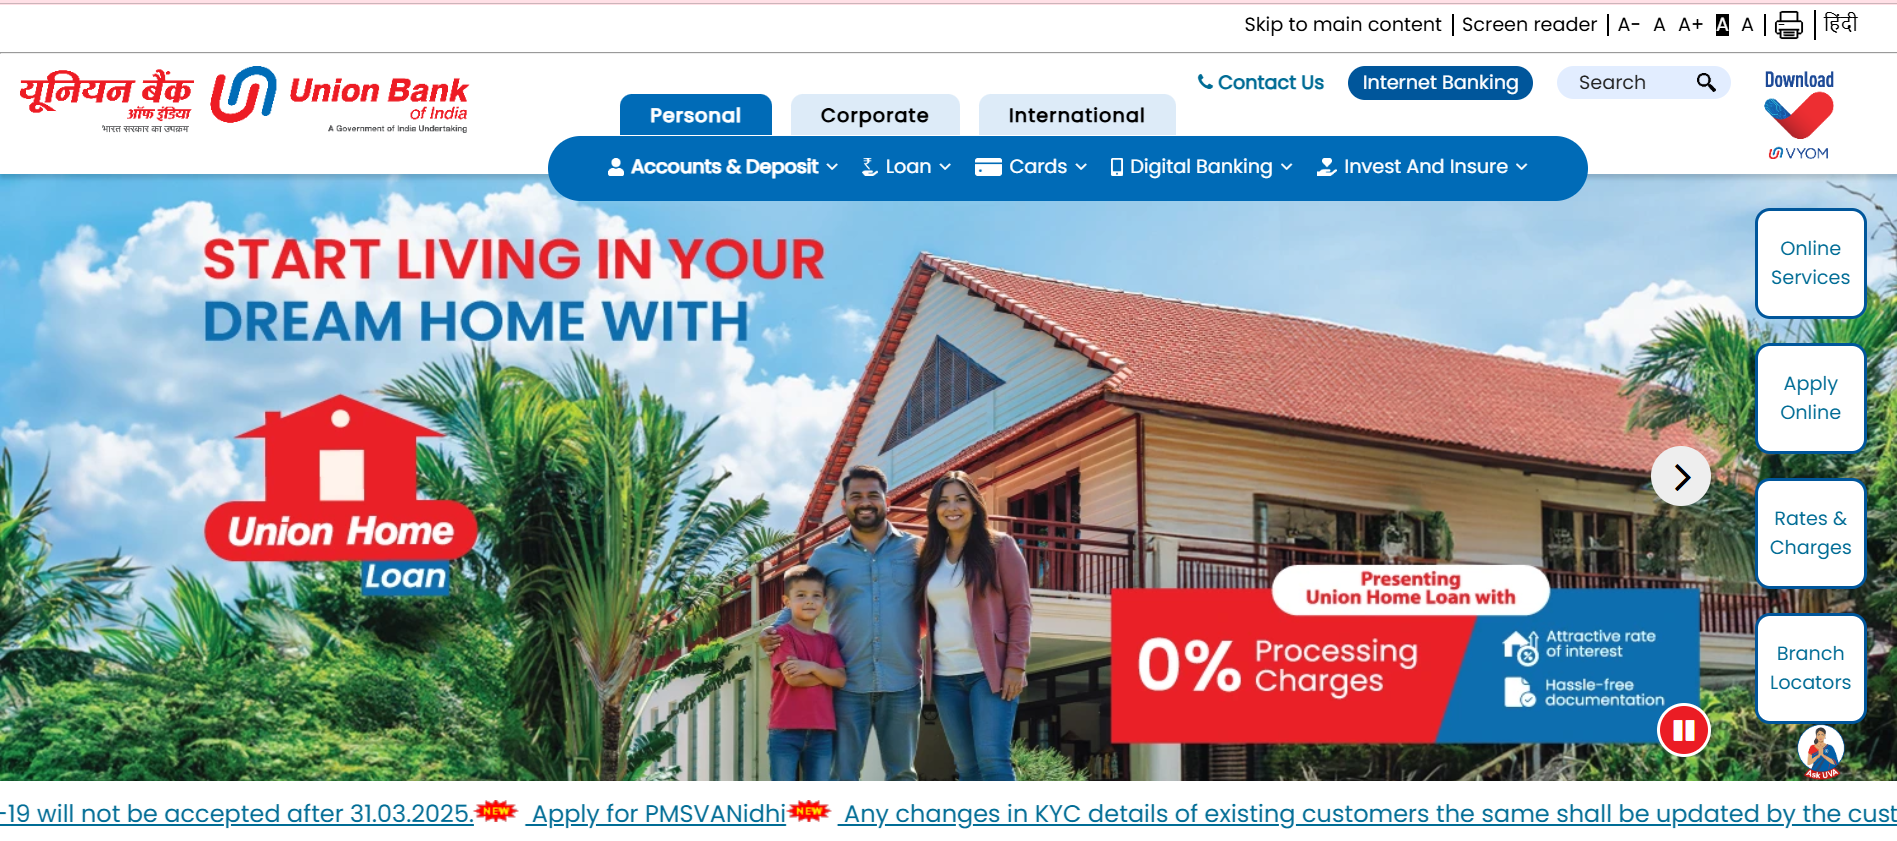 Skip to main content
Screen reader
A- A A+ A A
हिंदी
यूनियन बैंक
ऑफ इंडिया
भारत सरकार का उपक्रम
Union Bank
of India
A Government of India Undertaking
Personal
Corporate
International
Contact Us
Internet Banking
Search
Download
VYOM
Accounts & Deposit
Loan
Cards
Digital Banking
Invest And Insure
START LIVING IN YOUR
DREAM HOME WITH
Union Home
Loan
Presenting
Union Home Loan with
0% Processing
Charges
Attractive rate
of interest
Hassle-free
documentation
Online
Services
Apply
Online
Rates &
Charges
Branch
Locators
Ask UVA
-19 will not be accepted after 31.03.2025. NEW Apply for PMSVANidhi NEW Any changes in KYC details of existing customers the same shall be updated by the cust